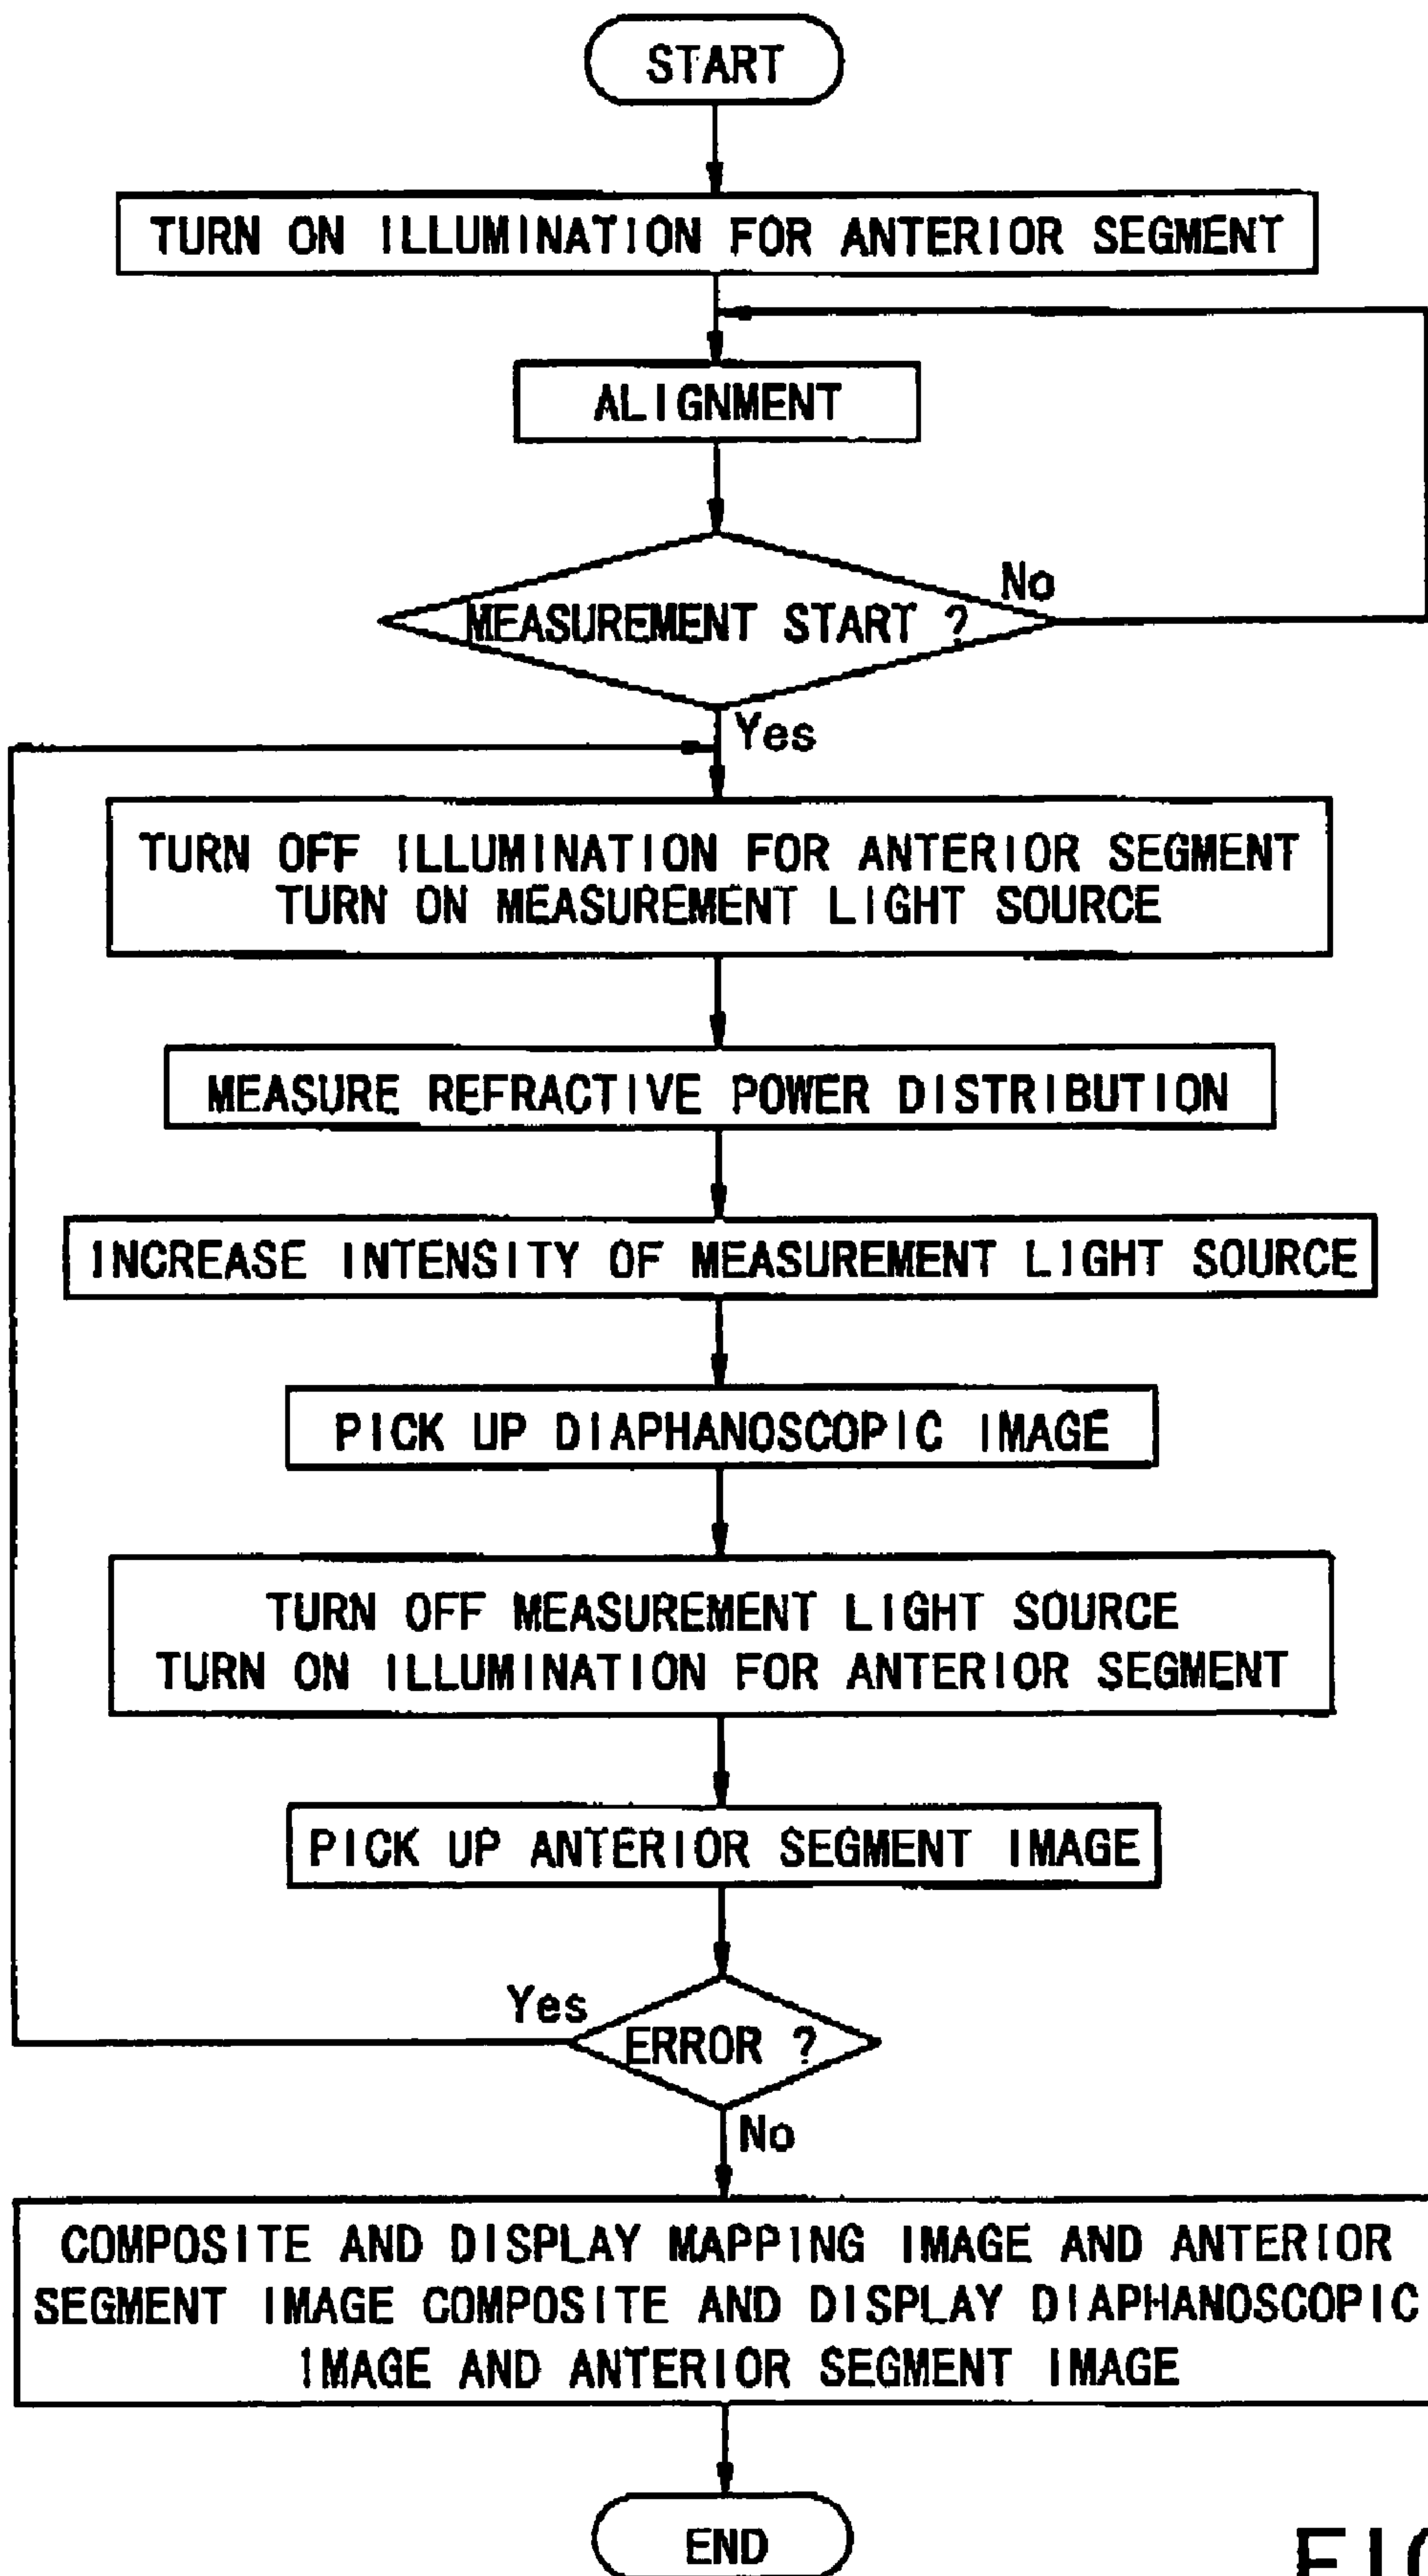 START
TURN ON ILLUMINATION FOR ANTERIOR SEGMENT
ALIGNMENT
No
MEASUREMENT START ?
Yes
TURN OFF ILLUMINATION FOR ANTERIOR SEGMENT
TURN ON MEASUREMENT LIGHT SOURCE
MEASURE REFRACTIVE POWER DISTRIBUTION
INCREASE INTENSITY OF MEASUREMENT LIGHT SOURCE
PICK UP DIAPHANOSCOPIC IMAGE
TURN OFF MEASUREMENT LIGHT SOURCE
TURN ON ILLUMINATION FOR ANTERIOR SEGMENT
PICK UP ANTERIOR SEGMENT IMAGE
Yes
ERROR ?
No
COMPOSITE AND DISPLAY MAPPING IMAGE AND ANTERIOR
SEGMENT IMAGE COMPOSITE AND DISPLAY DIAPHANOSCOPIC
IMAGE AND ANTERIOR SEGMENT IMAGE
END